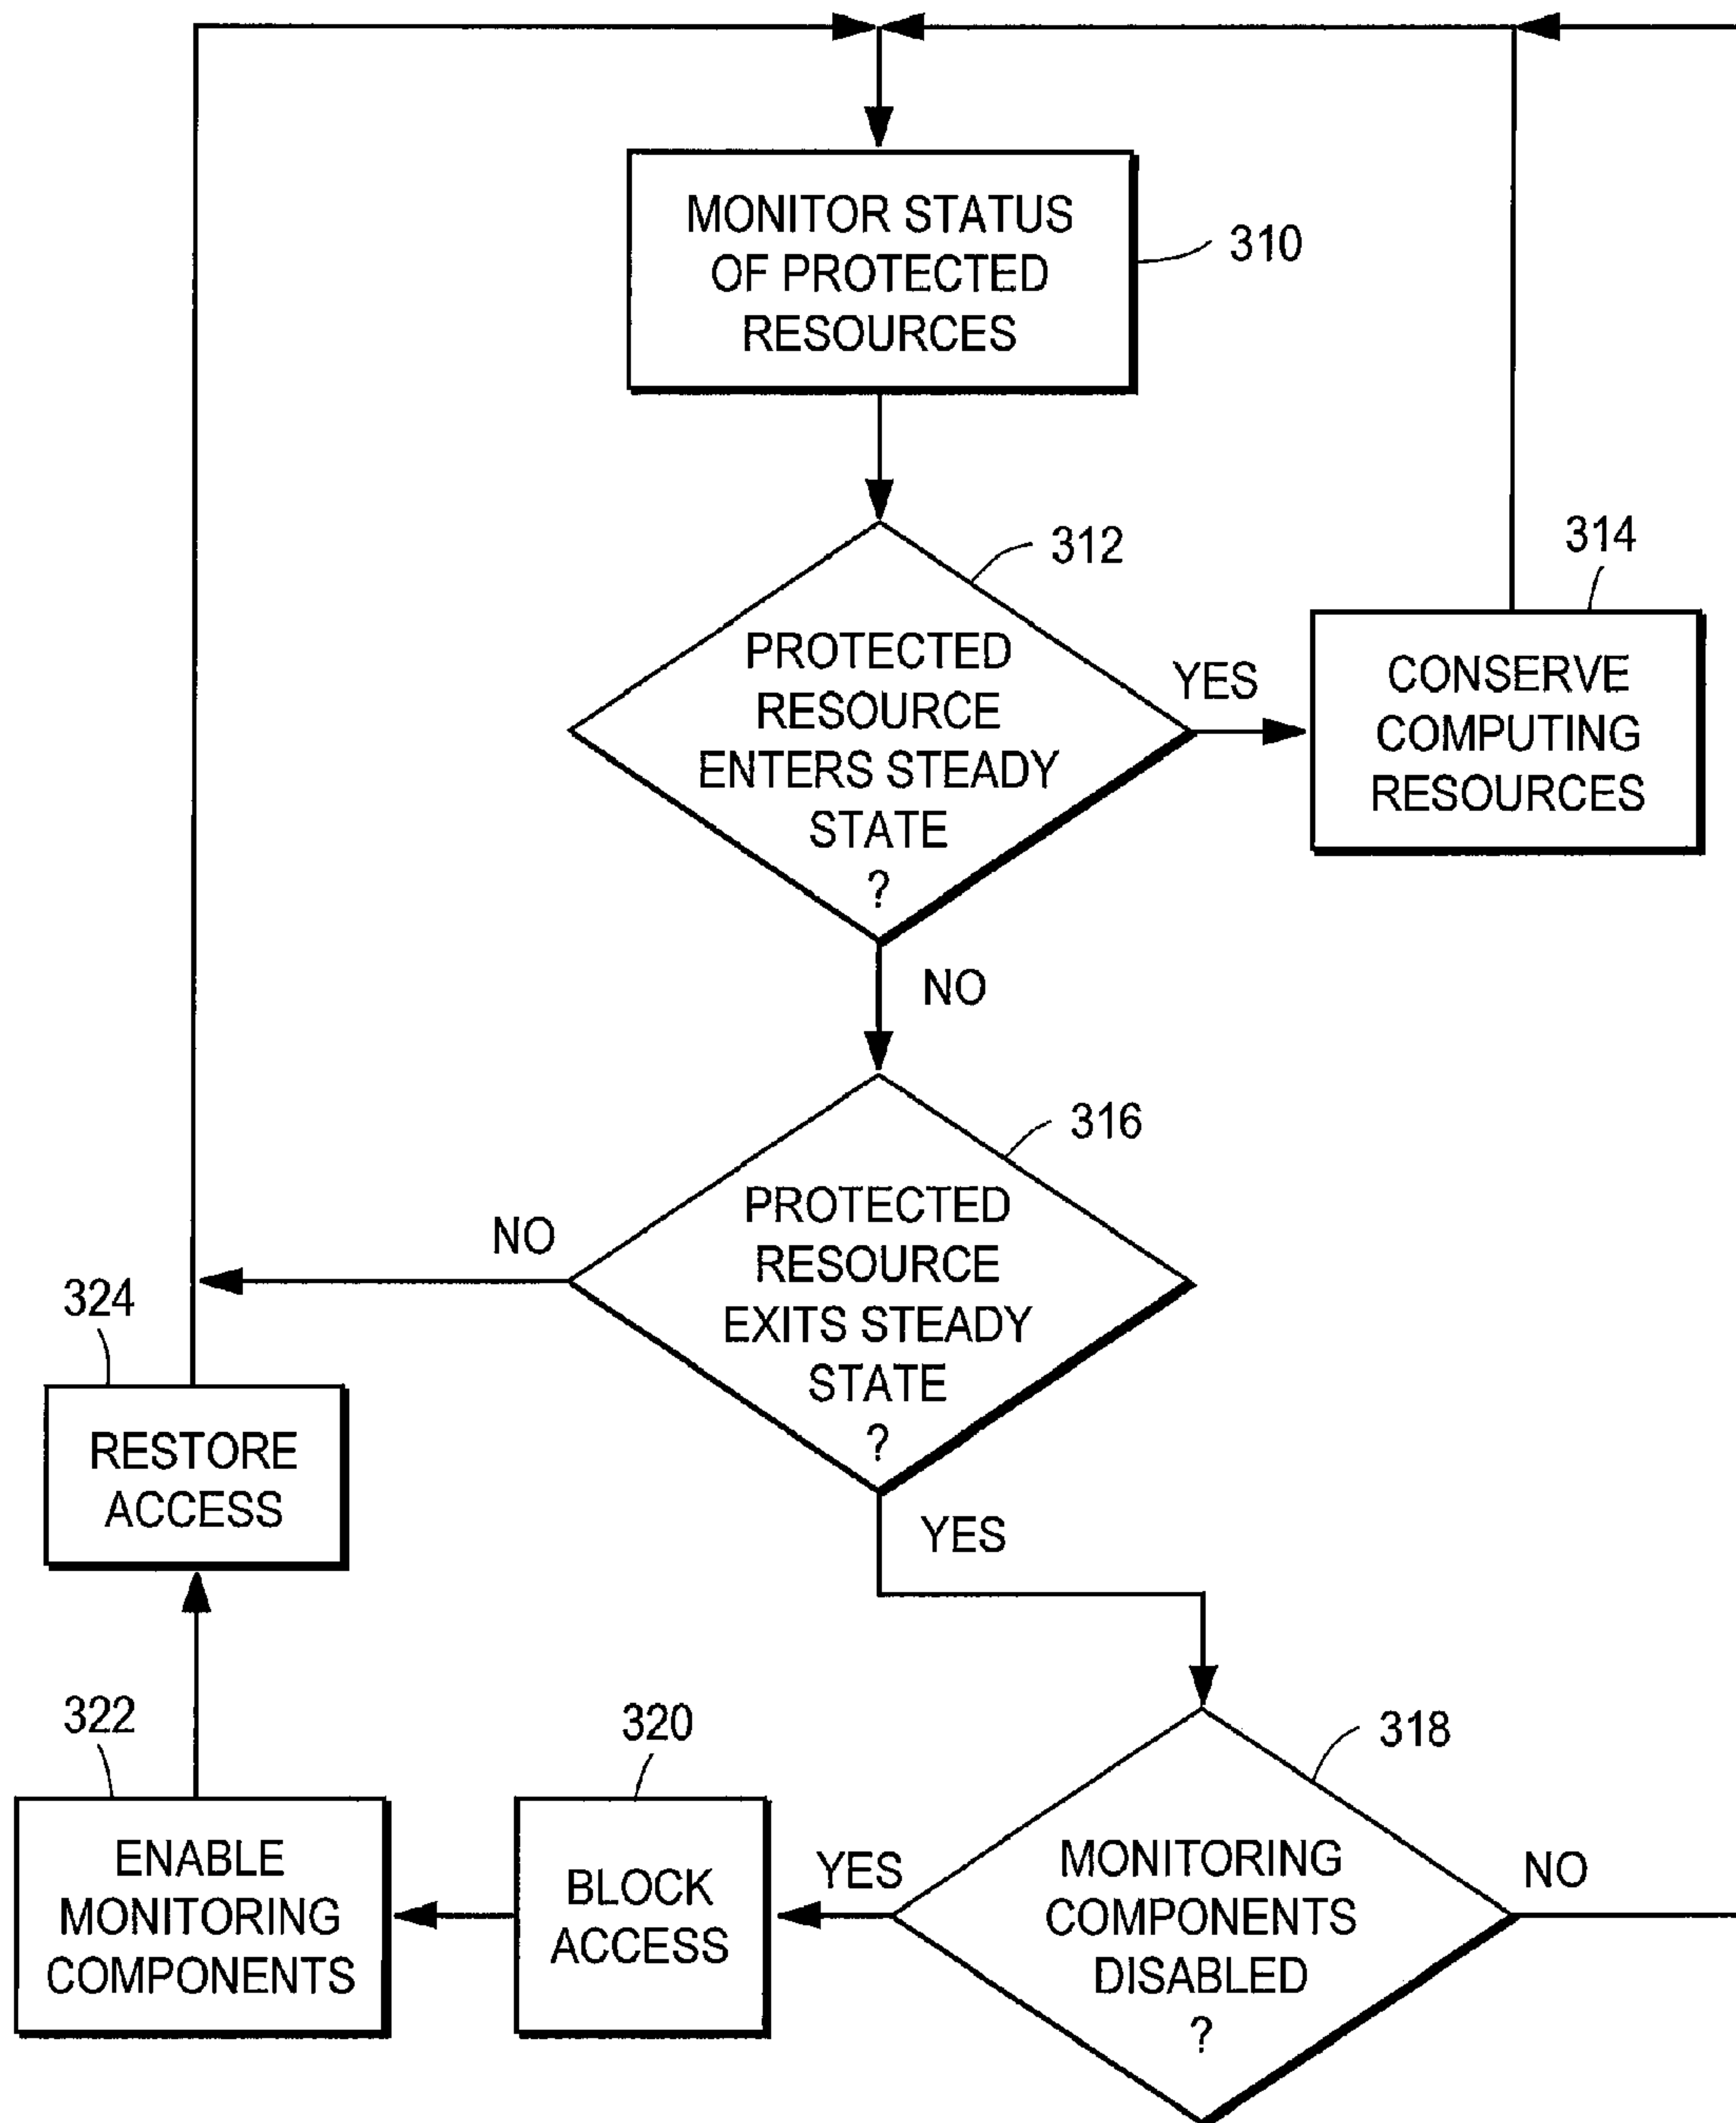 MONITOR STATUS
OF PROTECTED
RESOURCES
310
312
PROTECTED
RESOURCE
ENTERS STEADY
STATE
?
YES
314
CONSERVE
COMPUTING
RESOURCES
NO
316
PROTECTED
RESOURCE
EXITS STEADY
STATE
?
NO
YES
324
RESTORE
ACCESS
318
MONITORING
COMPONENTS
DISABLED
?
NO
YES
320
BLOCK
ACCESS
322
ENABLE
MONITORING
COMPONENTS